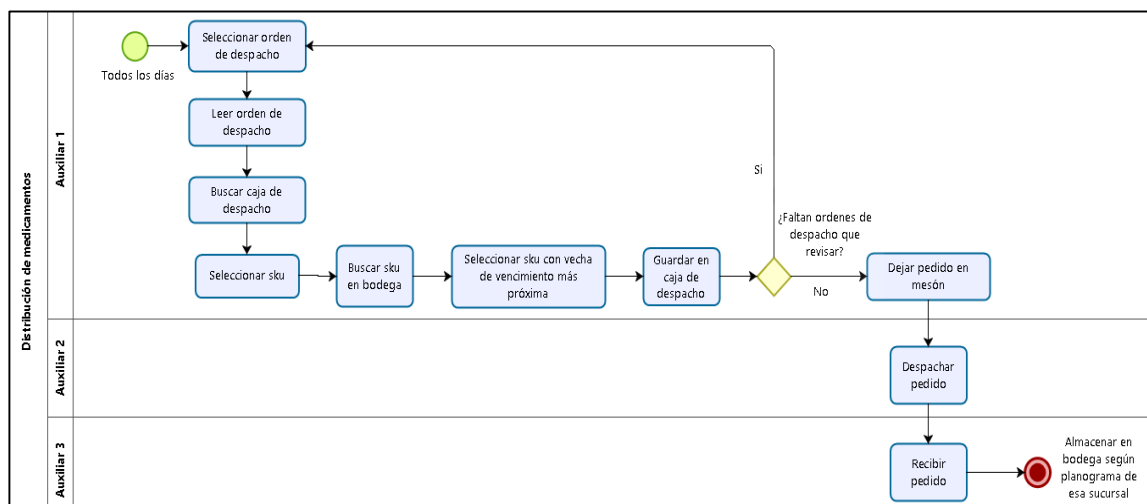 Distribución de medicamentos
Auxiliar 1
Todos los días
Seleccionar orden
de despacho
Leer orden de
despacho
Buscar caja de
despacho
Seleccionar sku
Buscar sku
en bodega
Seleccionar sku con vecha
de vencimiento más
próxima
Guardar en
caja de
despacho
Si
¿Faltan ordenes de
despacho que
revisar?
No
Dejar pedido en
mesón
Auxiliar 2
Despachar
pedido
Auxiliar 3
Recibir
pedido
Almacenar en
bodega según
planograma de
esa sucursal